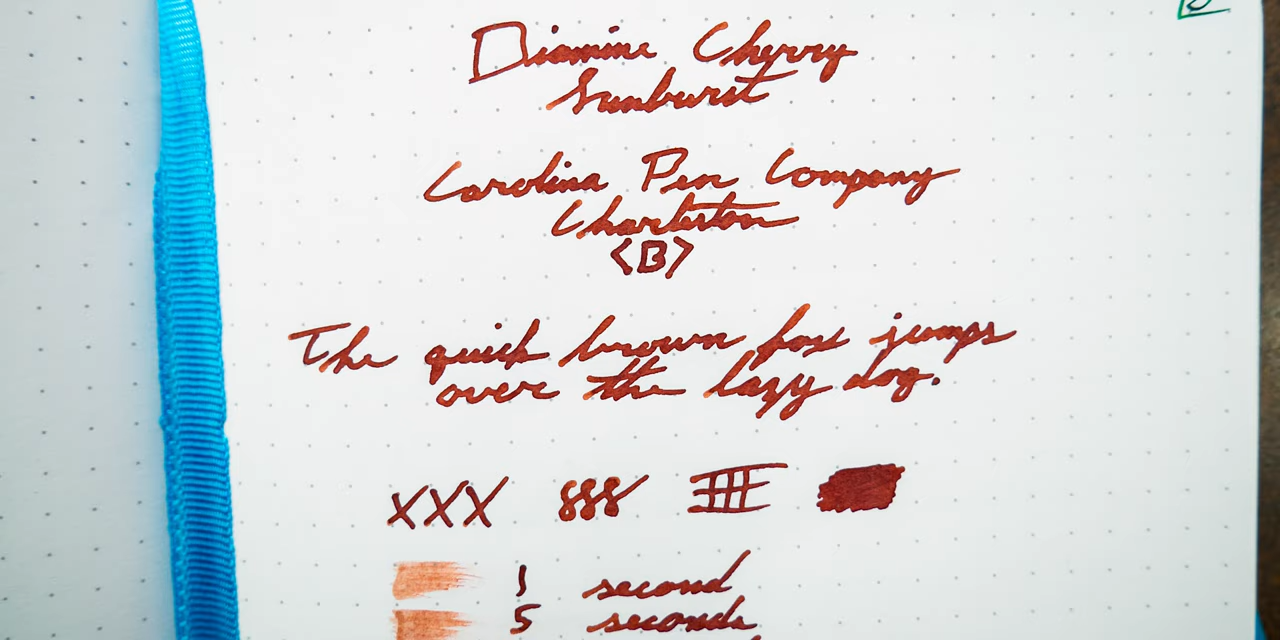 Diamine Cherry
Sunburst
Carolina Pen Company
Charleston
<B>
The quick brown fox jumps
over the lazy dog.
XXX
1 second
5 seconds